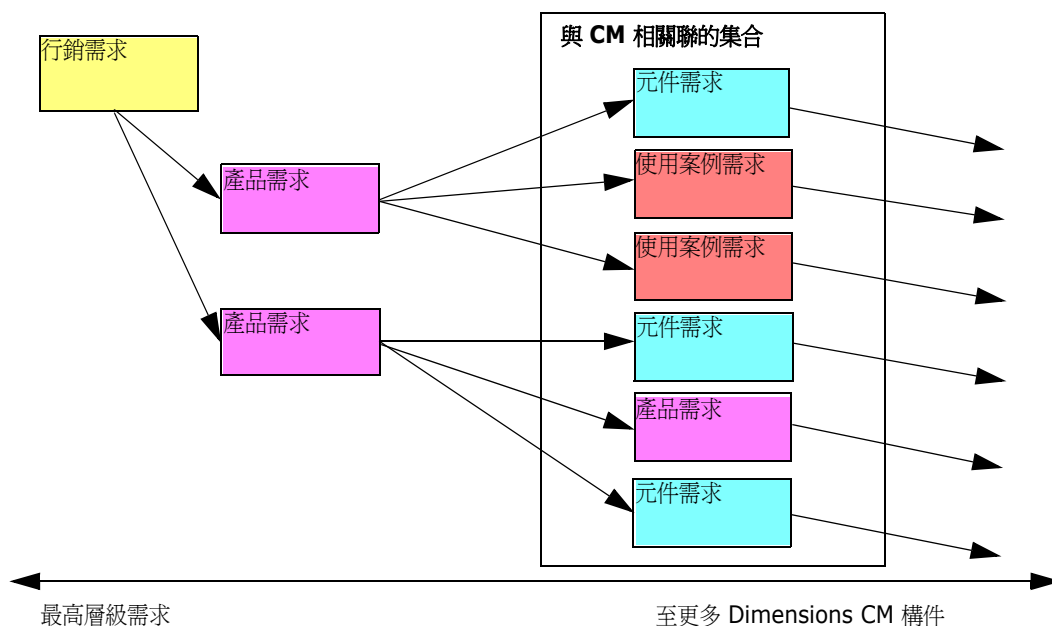 與 CM 相關聯的集合
行銷需求
元件需求
使用案例需求
產品需求
使用案例需求
產品需求
元件需求
產品需求
元件需求
最高層級需求
至更多 Dimensions CM 構件